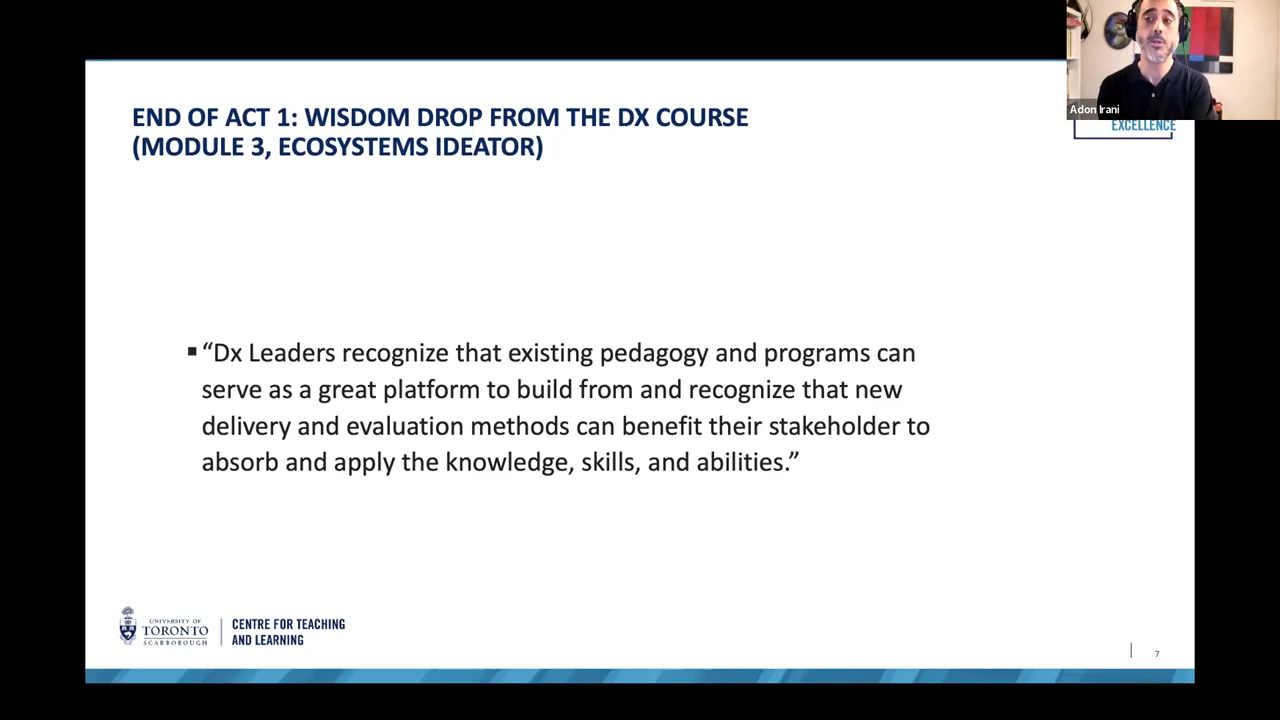 END OF ACT 1: WISDOM DROP FROM THE DX COURSE
(MODULE 3, ECOSYSTEMS IDEATOR)
Adon Irani
EXCELLENCE
▪ “Dx Leaders recognize that existing pedagogy and programs can
serve as a great platform to build from and recognize that new
delivery and evaluation methods can benefit their stakeholder to
absorb and apply the knowledge, skills, and abilities.”
UNIVERSITY OF
TORONTO
SCARBOROUGH
CENTRE FOR TEACHING
AND LEARNING
7